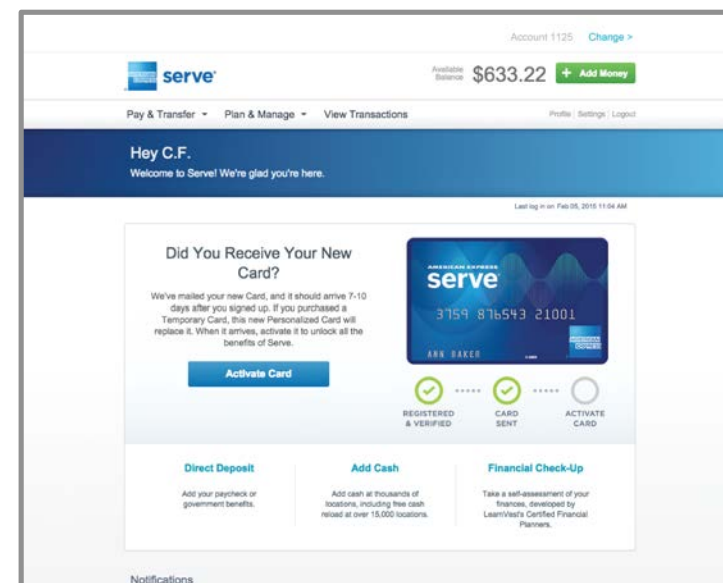 Account 1125 Change >
AMERICAN EXPRESS serve
Available Balance $633.22 + Add Money
Pay & Transfer Plan & Manage View Transactions
Profile | Settings | Logout
Hey C.F.
Welcome to Serve! We're glad you're here.
Last log in on Feb 05, 2015 11:04 AM
Did You Receive Your New
Card?
We've mailed your new Card, and it should arrive 7-10
days after you signed up. If you purchased a
Temporary Card, this new Personalized Card will
replace it. When it arrives, activate it to unlock all the
benefits of Serve.
Activate Card
AMERICAN EXPRESS
serve
3759 876543 21001
AMERICAN EXPRESS
ANN BAKER
REGISTERED
& VERIFIED
CARD
SENT
ACTIVATE
CARD
Direct Deposit
Add your paycheck or
government benefits.
Add Cash
Add cash at thousands of
locations, including free cash
reload at over 15,000 locations.
Financial Check-Up
Take a self-assessment of your
finances, developed by
LearnVest's Certified Financial
Planners.
Notifications